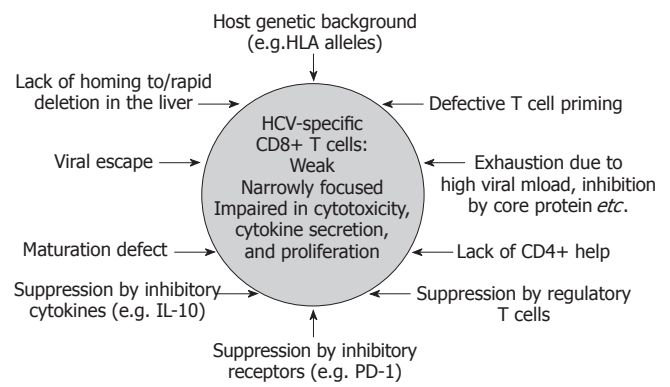 Host genetic background
(e.g.HLA alleles)
Lack of homing to/rapid
deletion in the liver
Defective T cell priming
HCV-specific
CD8+ T cells:
Weak
Narrowly focused
Impaired in cytotoxicity,
cytokine secretion,
and proliferation
Viral escape
Exhaustion due to
high viral mload, inhibition
by core protein etc.
Maturation defect
Lack of CD4+ help
Suppression by inhibitory
cytokines (e.g. IL-10)
Suppression by regulatory
T cells
Suppression by inhibitory
receptors (e.g. PD-1)